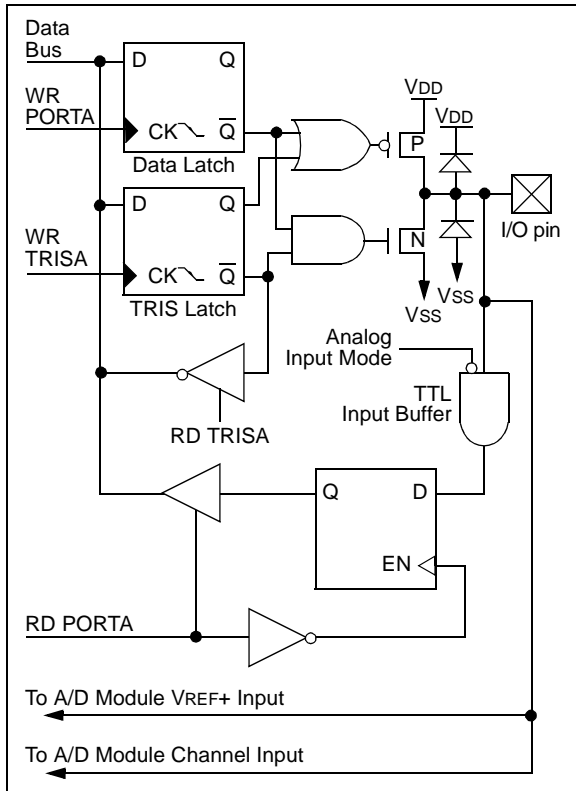 Data
Bus
D Q
WR
PORTA
CK Q
Data Latch
VDD
VDD
P
D Q
WR
TRISA
CK Q
TRIS Latch
N
I/O pin
VSS
VSS
Analog
Input Mode
TTL
Input Buffer
RD TRISA
Q D
EN
RD PORTA
To A/D Module VREF+ Input
To A/D Module Channel Input